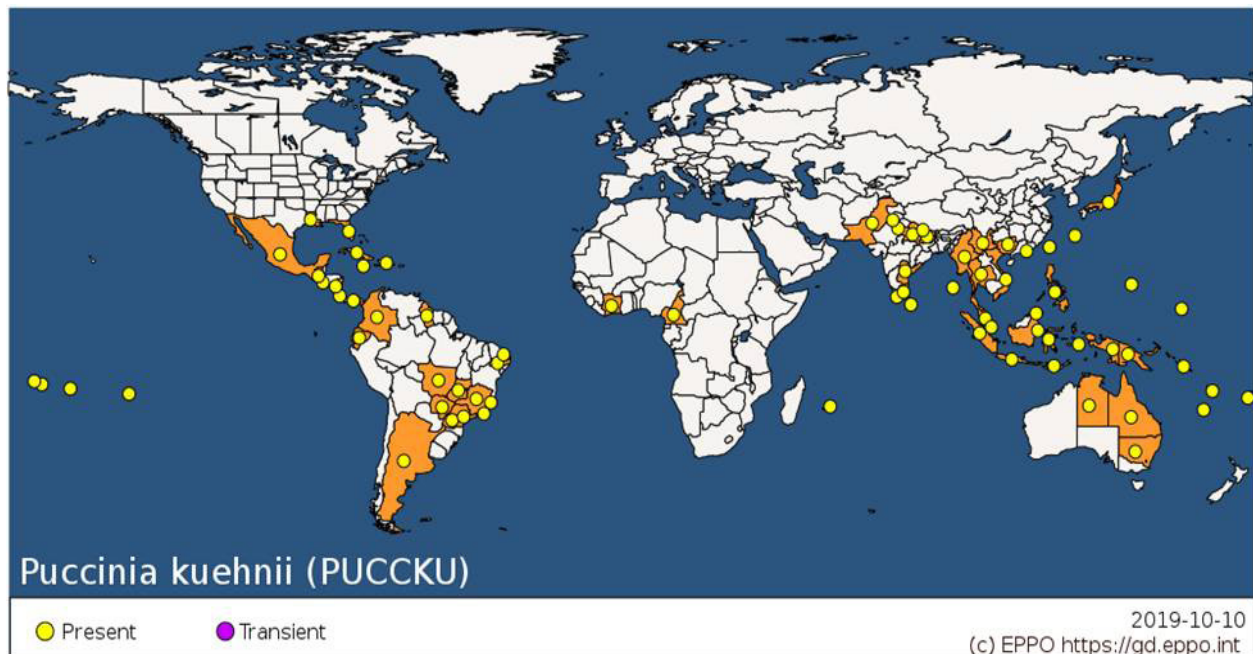 Puccinia kuehnii (PUCCKU)
Present
Transient
2019-10-10
(c) EPPO https://gd.eppo.int